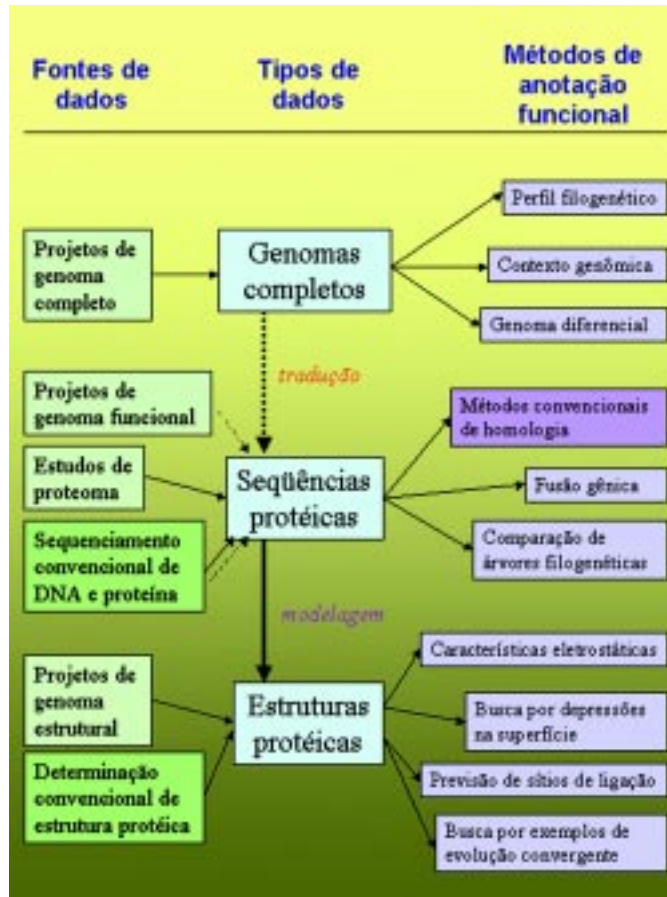 Fontes de
dados
Tipos de
dados
Métodos de
anotação
funcional
Projetos de
genoma
completo
Genomas
completos
Perfil filogenético
Contexto genômica
Genoma diferencial
tradução
Projetos de
genoma funcional
Estudos de
proteoma
Sequenciamento
convencional de
DNA e proteína
Seqüências
protéicas
Métodos convencionais
de homologia
Fusão gênica
Comparação de
árvores filogenéticas
modelagem
Projetos de
genoma
estrutural
Determinação
convencional de
estrutura protéica
Estruturas
protéicas
Características eletrostáticas
Busca por depressões
na superfície
Previsão de sítios de ligação
Busca por exemplos de
evolução convergente